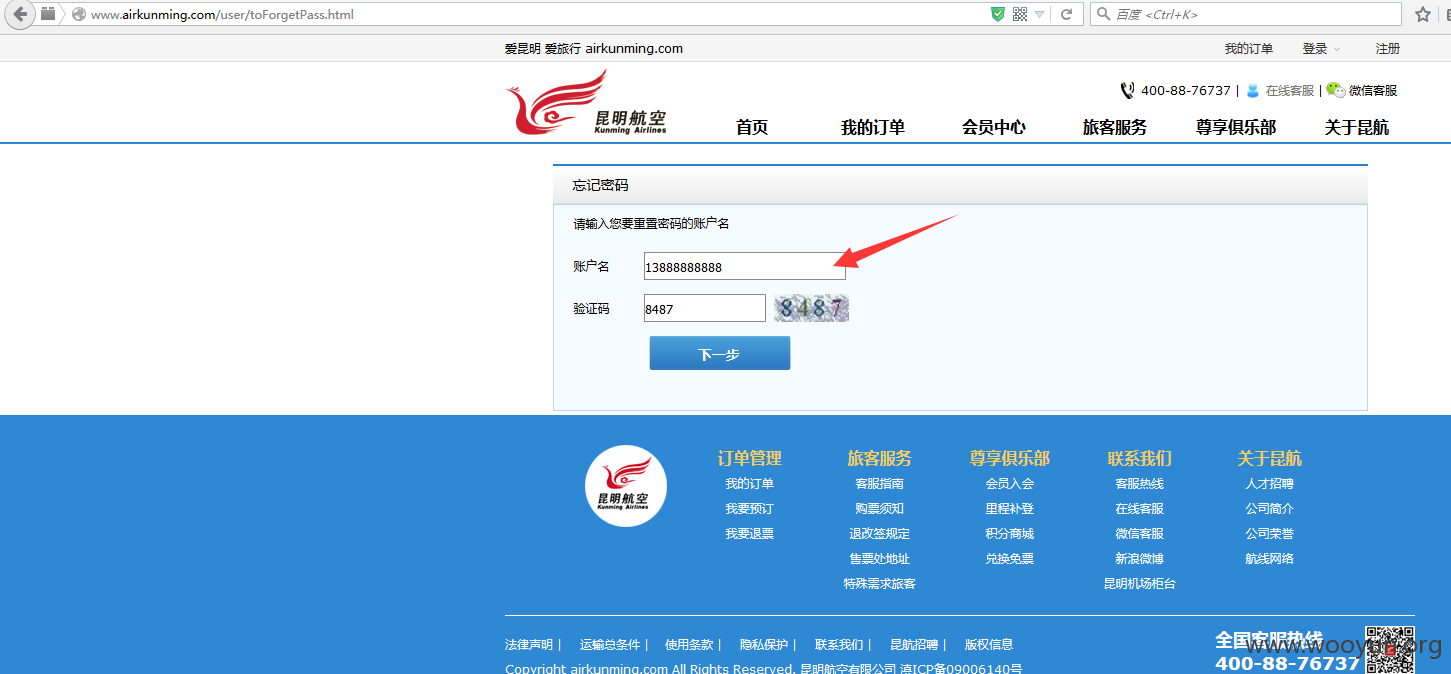 www.airkunming.com/user/toForgetPass.html
百度 <Ctrl+K>
爱昆明 爱旅行 airkunming.com
我的订单 登录 注册
400-88-76737 | 在线客服 | 微信客服
昆明航空
Kunming Airlines
首页 我的订单 会员中心 旅客服务 尊享俱乐部 关于昆航
忘记密码
请输入您要重置密码的账户名
账户名 13888888888
验证码 8487 8487
下一步
昆明航空
Kunming Airlines
订单管理 旅客服务 尊享俱乐部 联系我们 关于昆航
我的订单 客服指南 会员入会 客服热线 人才招聘
我要预订 购票须知 里程补登 在线客服 公司简介
我要退票 退改签规定 积分商城 微信客服 公司荣誉
售票处地址 兑换免票 新浪微博 航线网络
特殊需求旅客 昆明机场柜台
法律声明 | 运输总条件 | 使用条款 | 隐私保护 | 联系我们 | 昆航招聘 | 版权信息
Copyright airkunming.com All Rights Reserved. 昆明航空有限公司 滇ICP备09006140号
全国客服热线
400-88-76737
www.wooyun.org